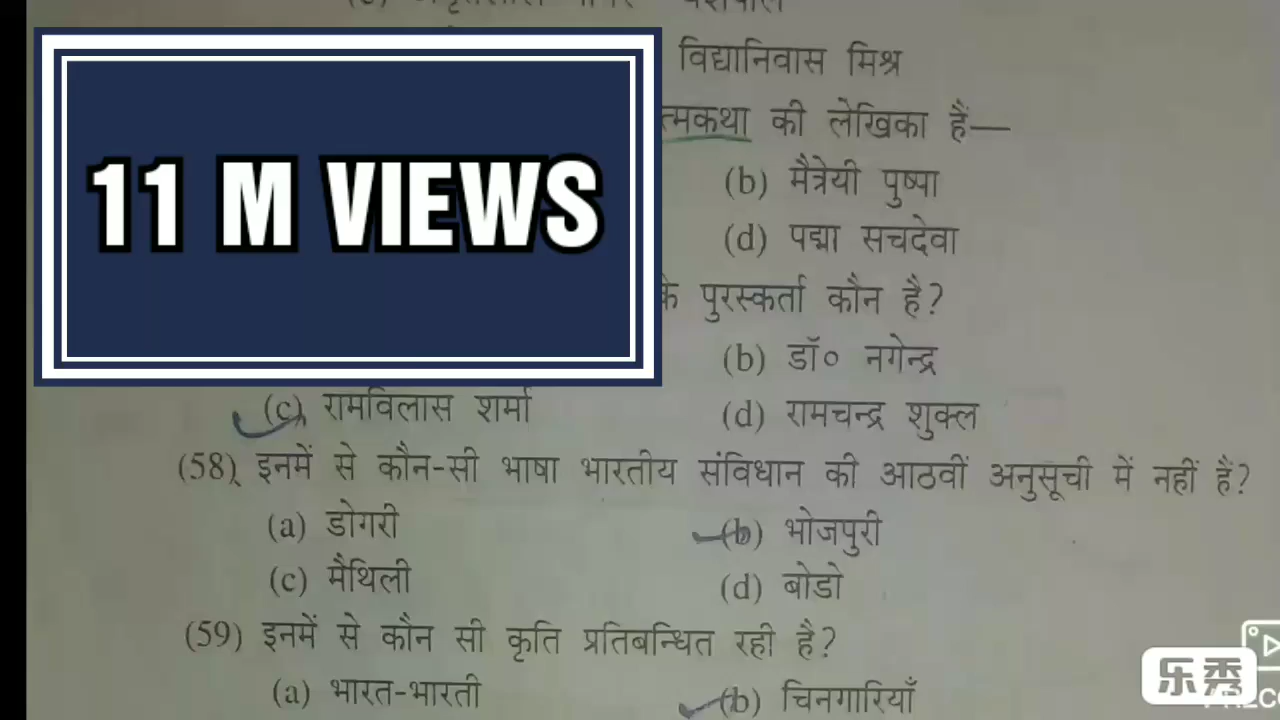 विद्यानिवास मिश्र
11 M VIEWS
त्मकथा की लेखिका हैं—
(b) मैत्रेयी पुष्पा
(d) पद्मा सचदेवा
के पुरस्कर्ता कौन है?
(b) डॉ० नगेन्द्र
(c) रामविलास शर्मा
(d) रामचन्द्र शुक्ल
(58) इनमें से कौन-सी भाषा भारतीय संविधान की आठवीं अनुसूची में नहीं हैं?
(a) डोगरी
(b) भोजपुरी
(c) मैथिली
(d) बोडो
(59) इनमें से कौन सी कृति प्रतिबन्धित रही है?
(a) भारत-भारती
(b) चिनगारियाँ
乐秀